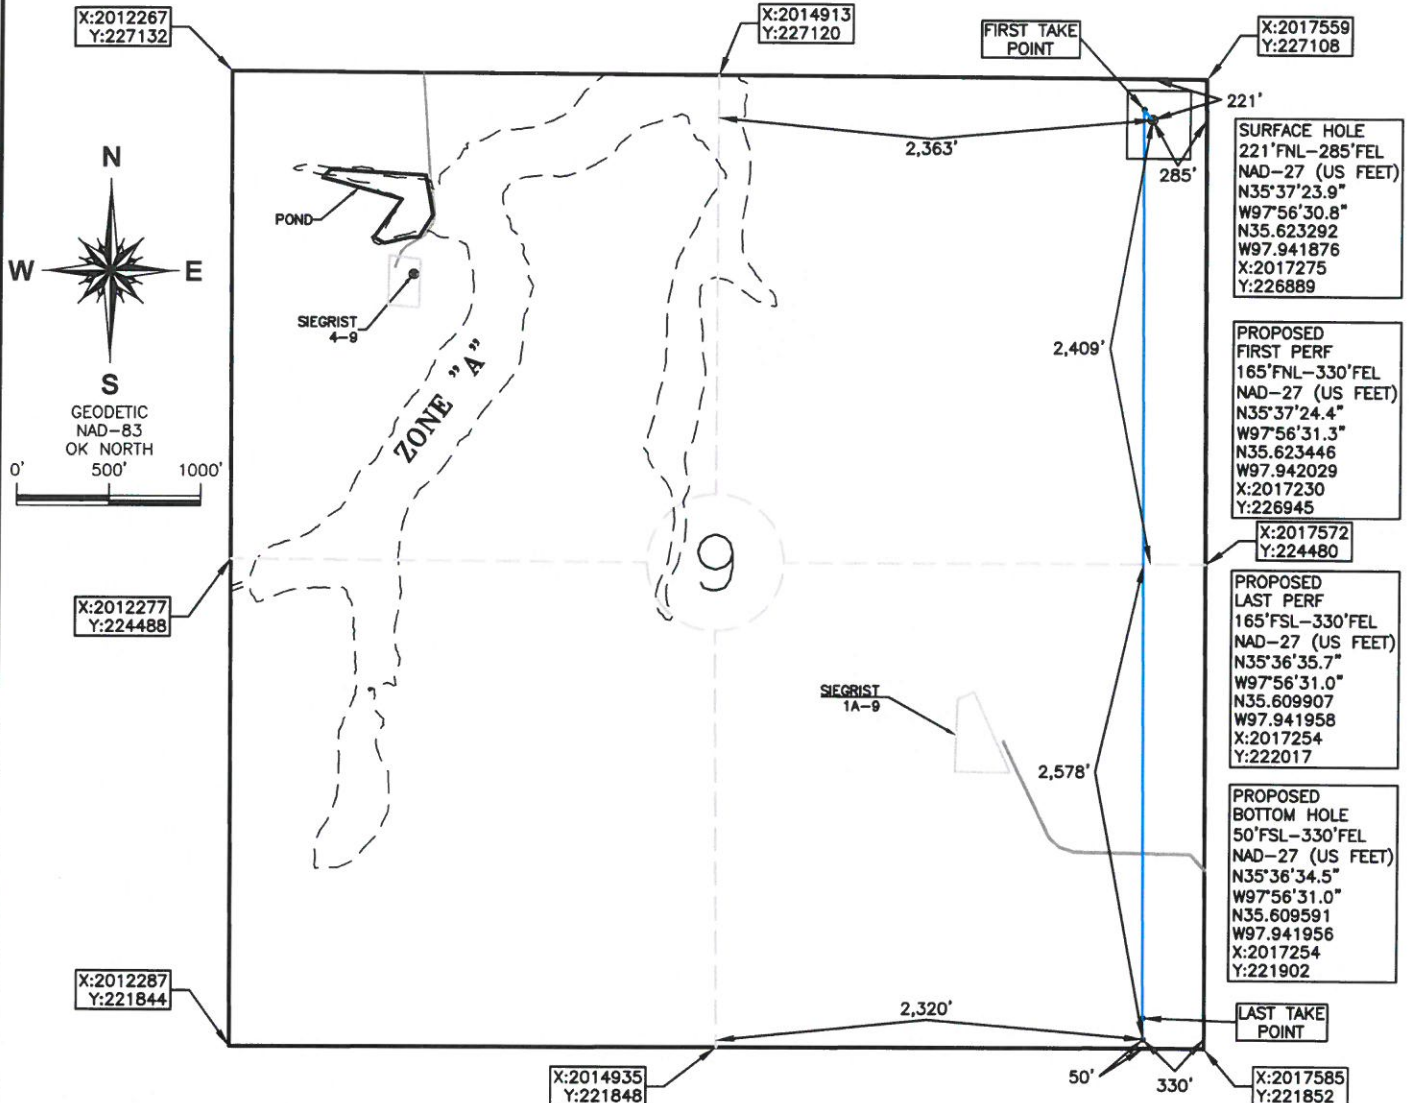 X:2012267
Y:227132
X:2014913
Y:227120
FIRST TAKE
POINT
X:2017559
Y:227108
221'
2,363'
285'
SURFACE HOLE
221'FNL-285'FEL
NAD-27 (US FEET)
N35°37'23.9"
W97°56'30.8"
N35.623292
W97.941876
X:2017275
Y:226889
N
W
E
S
GEODETIC
NAD-83
OK NORTH
0'
500'
1000'
POND
SIEGRIST
4-9
ZONE "A"
2,409'
PROPOSED
FIRST PERF
165'FNL-330'FEL
NAD-27 (US FEET)
N35°37'24.4"
W97°56'31.3"
N35.623446
W97.942029
X:2017230
Y:226945
X:2017572
Y:224480
9
X:2012277
Y:224488
PROPOSED
LAST PERF
165'FSL-330'FEL
NAD-27 (US FEET)
N35°36'35.7"
W97°56'31.0"
N35.609907
W97.941958
X:2017254
Y:222017
SIEGRIST
1A-9
2,578'
PROPOSED
BOTTOM HOLE
50'FSL-330'FEL
NAD-27 (US FEET)
N35°36'34.5"
W97°56'31.0"
N35.609591
W97.941956
X:2017254
Y:221902
X:2012287
Y:221844
2,320'
LAST TAKE
POINT
X:2014935
Y:221848
50'
330'
X:2017585
Y:221852